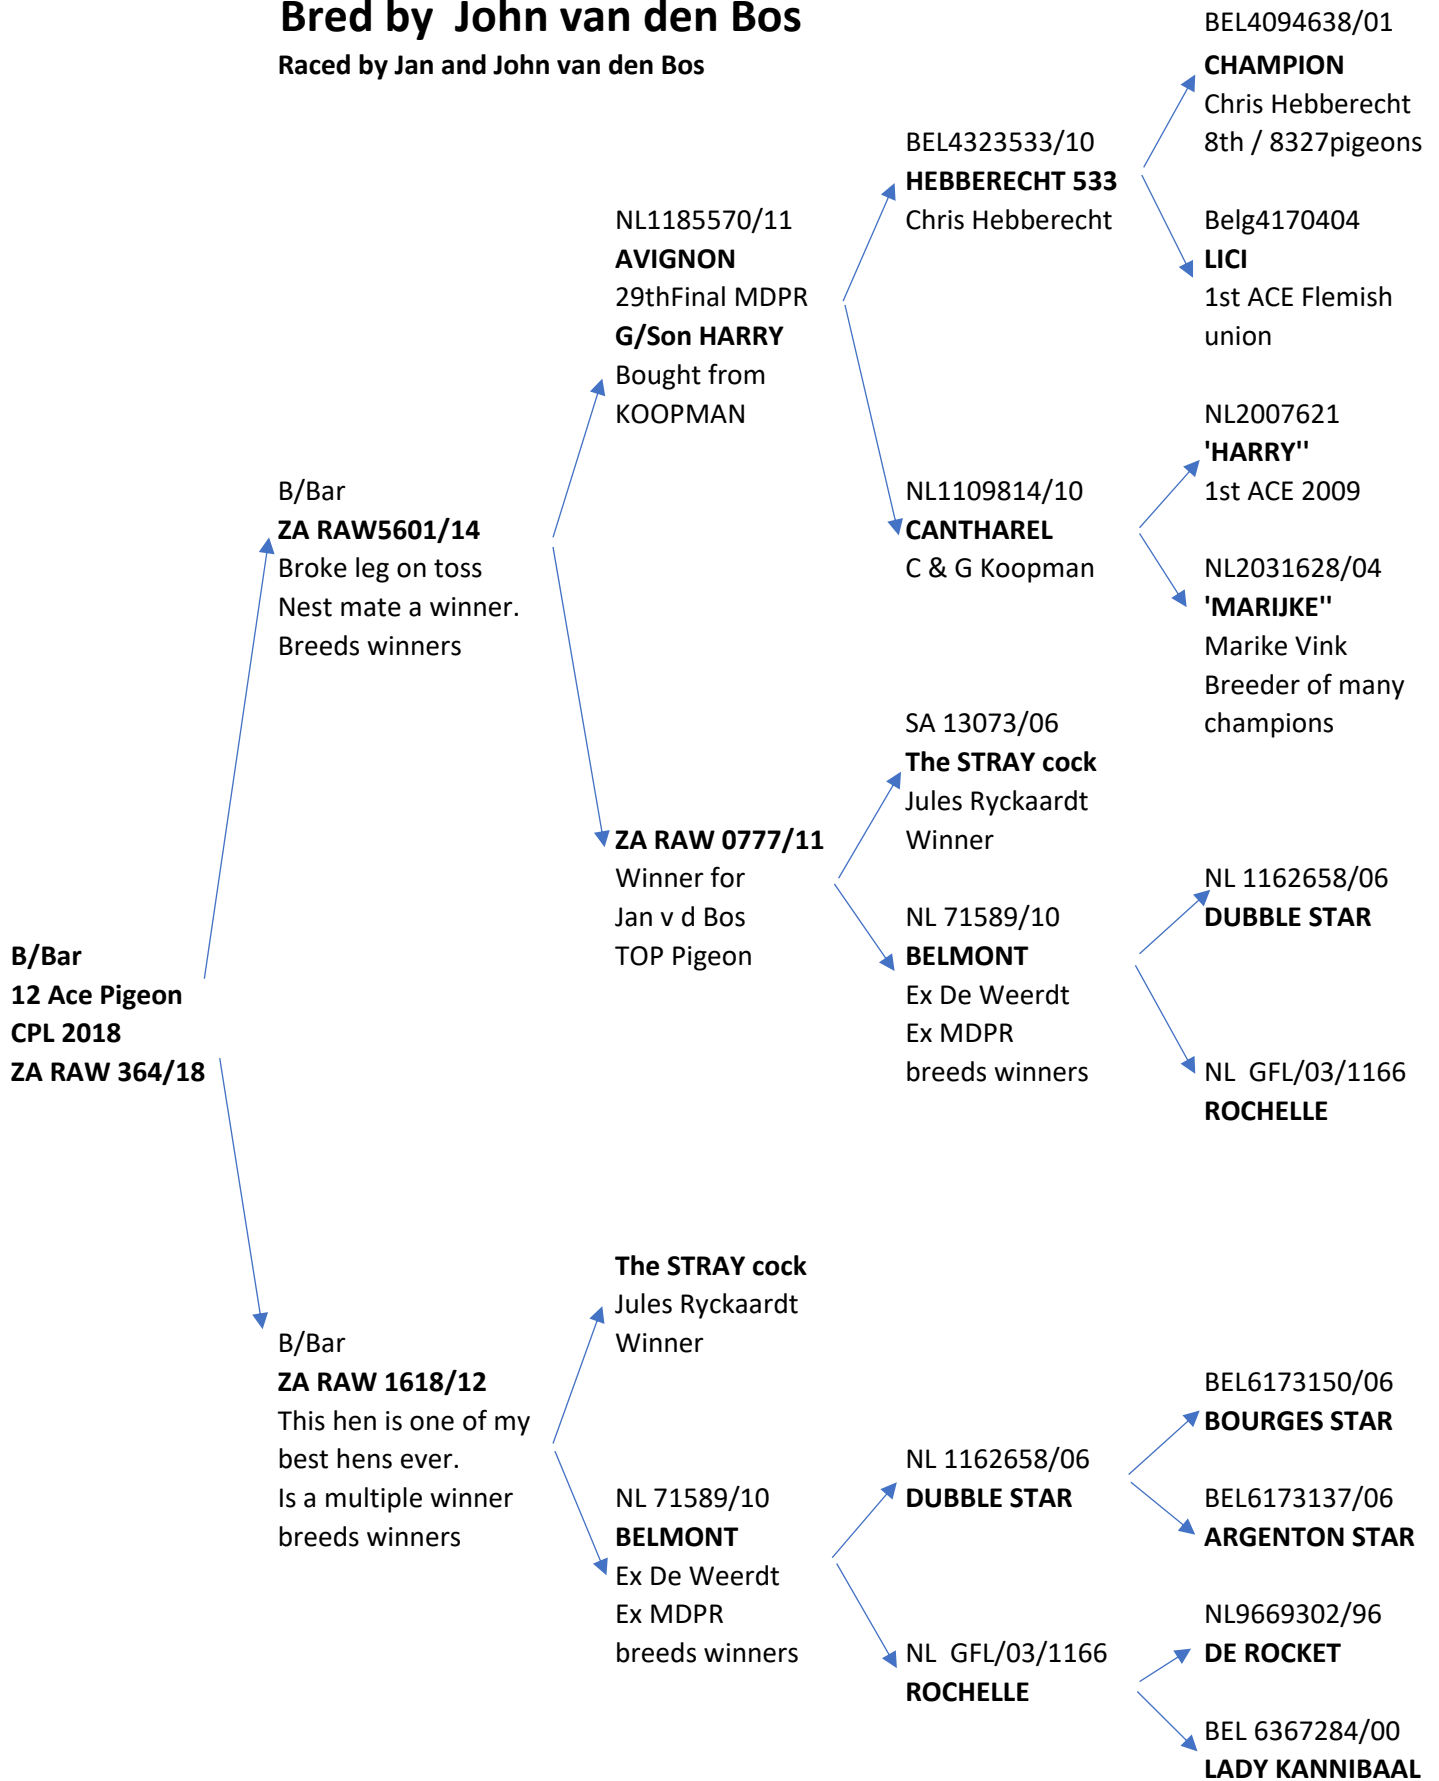 Bred by  John van den Bos
Raced by Jan and John van den Bos
BEL4094638/01
CHAMPION
Chris Hebberecht
8th / 8327pigeons
BEL4323533/10
HEBBERECHT 533
Chris Hebberecht
Belg4170404
LICI
1st ACE Flemish
union
NL1185570/11
AVIGNON
29thFinal MDPR
G/Son HARRY
Bought from
KOOPMAN
NL2007621
'HARRY"
1st ACE 2009
NL1109814/10
CANTHAREL
C & G Koopman
NL2031628/04
'MARIJKE"
Marike Vink
Breeder of many
champions
B/Bar
ZA RAW5601/14
Broke leg on toss
Nest mate a winner.
Breeds winners
SA 13073/06
The STRAY cock
Jules Ryckaardt
Winner
ZA RAW 0777/11
Winner for
Jan v d Bos
TOP Pigeon
NL 71589/10
BELMONT
Ex De Weerdt
Ex MDPR
breeds winners
NL 1162658/06
DUBBLE STAR
NL  GFL/03/1166
ROCHELLE
B/Bar
12 Ace Pigeon
CPL 2018
ZA RAW 364/18
The STRAY cock
Jules Ryckaardt
Winner
B/Bar
ZA RAW 1618/12
This hen is one of my
best hens ever.
Is a multiple winner
breeds winners
NL 71589/10
BELMONT
Ex De Weerdt
Ex MDPR
breeds winners
NL 1162658/06
DUBBLE STAR
BEL6173150/06
BOURGES STAR
BEL6173137/06
ARGENTON STAR
NL  GFL/03/1166
ROCHELLE
NL9669302/96
DE ROCKET
BEL 6367284/00
LADY KANNIBAAL